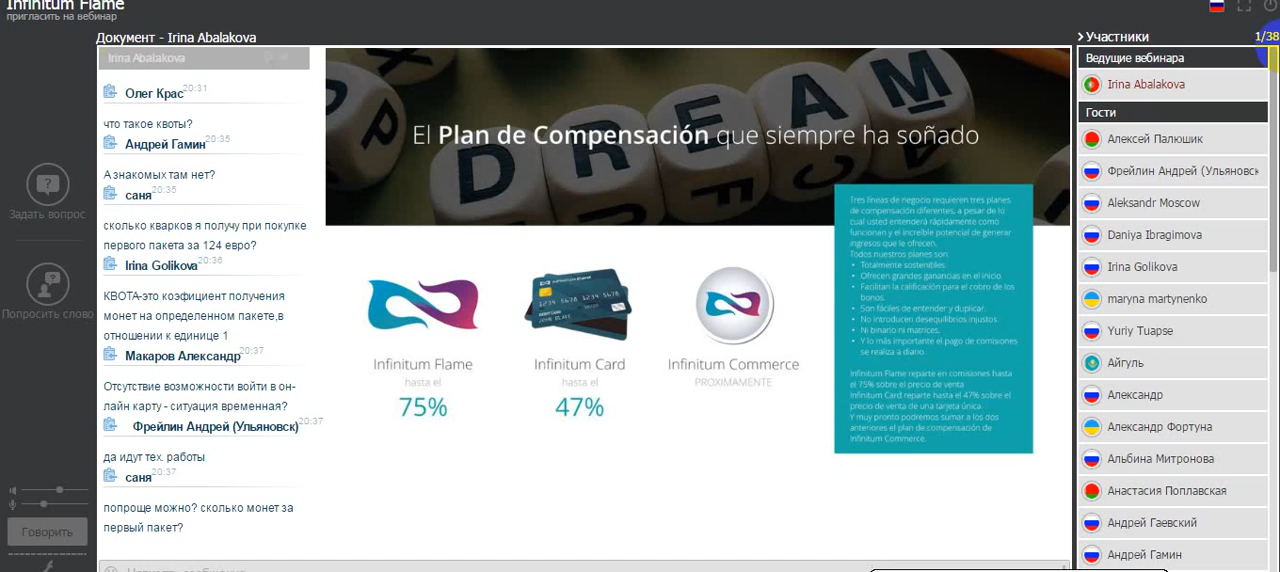 Infinitum Flame
пригласить на вебинар
Документ - Irina Abalakova
Участники
1/38
Irina Abalakova
Олег Крас 20:31
что такое квоты?
Андрей Гамин 20:35
А знакомых там нет?
саня 20:35
сколько кварков я получу при покупке
первого пакета за 124 евро?
Irina Golikova 20:36
КВОТА-это коэфициент получения
монет на определенном пакете,в
отношении к единице 1
Макаров Александр 20:37
Отсутствие возможности войти в он-
лайн карту - ситуация временная?
Фрейлин Андрей (Ульяновск) 20:37
да идут тех. работы
саня 20:37
попроще можно? сколько монет за
первый пакет?
Задать вопрос
Попросить слово
Говорить
DREAM
El Plan de Compensación que siempre ha soñado
Tres líneas de negocio requieren tres planes
de compensación diferentes, a pesar de lo
cual usted entenderá rápidamente como
funcionan y el increíble potencial de generar
ingresos que le ofrecen.
Todos nuestros planes son:
• Totalmente sostenibles.
• Ofrecen grandes ganancias en el inicio.
• Facilitan la calificación para el cobro de los
bonos.
• Son fáciles de entender y duplicar.
• No introducen desequilibrios injustos.
• Ni binario ni matrices.
• Y lo más importante el pago de comisiones
se realiza a diario.
Infinitum Flame reparte en comisiones hasta
el 75% sobre el precio de venta
Infinitum Card reparte hasta el 47% sobre el
precio de venta de una tarjeta única.
Y muy pronto podremos sumar a los dos
anteriores el plan de compensación de
Infinitum Commerce.
1234 5678 1234 5678
Infinitum Flame
hasta el
75%
Infinitum Card
hasta el
47%
Infinitum Commerce
PROXIMAMENTE
Ведущие вебинара
Irina Abalakova
Гости
Алексей Палюшик
Фрейлин Андрей (Ульяновск
Aleksandr Moscow
Daniya Ibragimova
Irina Golikova
maryna martynenko
Yuriy Tuapse
Айгуль
Александр
Александр Фортуна
Альбина Митронова
Анастасия Поплавская
Андрей Гаевский
Андрей Гамин